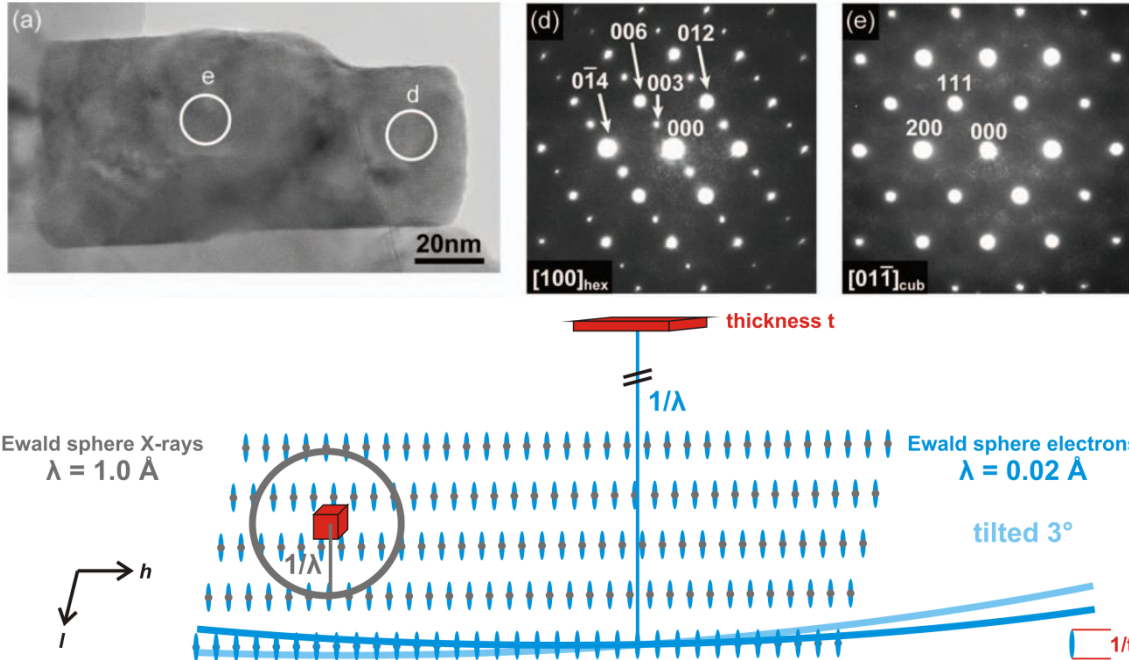 (a)
e
d
20nm
(d)
006
012
01̄4
003
000
[100]hex
(e)
111
200
000
[011̄]cub
thickness t
1/λ
Ewald sphere X-rays
λ = 1.0 Å
1/λ
h
l
Ewald sphere electrons
λ = 0.02 Å
tilted 3°
1/t